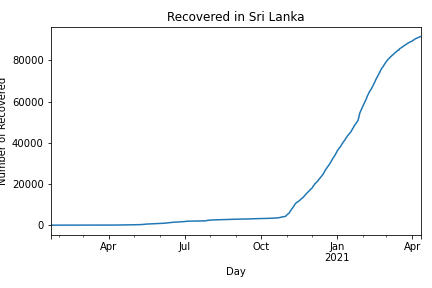 Recovered in Sri Lanka
Number of Recovered
80000
60000
40000
20000
0
Apr Jul Oct Jan Apr
2021
Day